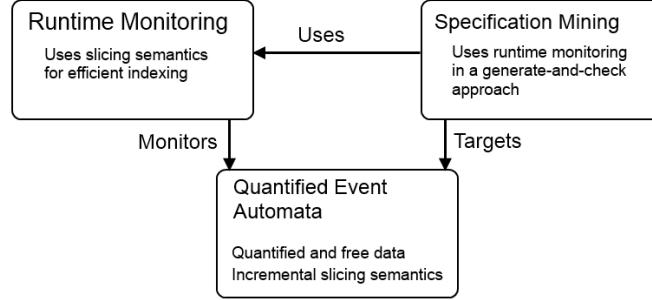 Runtime Monitoring
Uses slicing semantics
for efficient indexing
Uses
Specification Mining
Uses runtime monitoring
in a generate-and-check
approach
Monitors
Targets
Quantified Event
Automata
Quantified and free data
Incremental slicing semantics